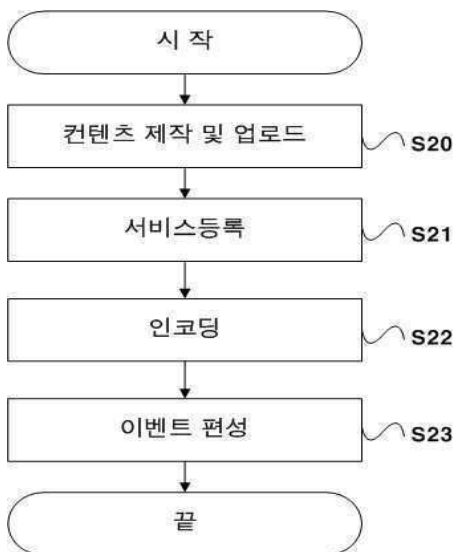 시 작
컨텐츠 제작 및 업로드
S20
서비스등록
S21
인코딩
S22
이벤트 편성
S23
끝